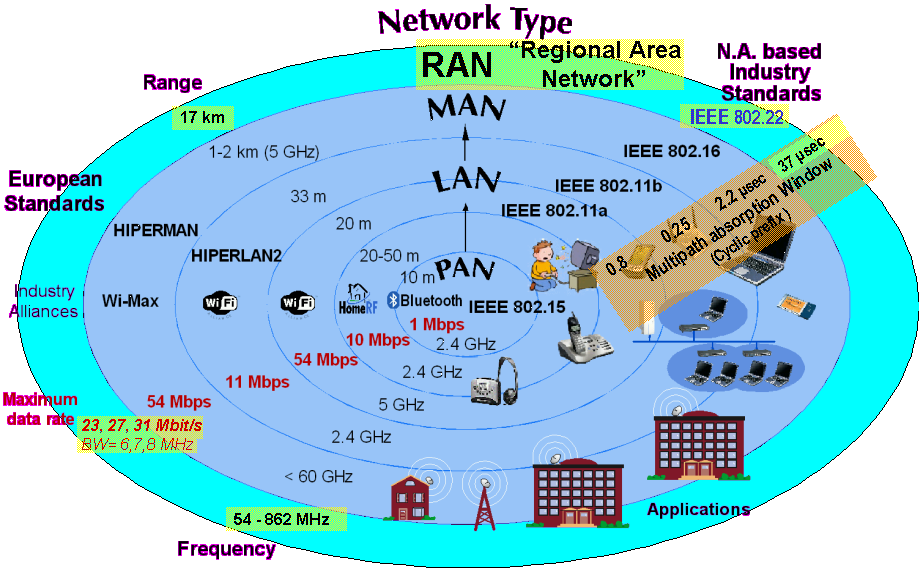 Network Type
RAN
“Regional Area
Network”
N.A. based
Industry
Standards
IEEE 802.22
Range
17 km
MAN
1-2 km (5 GHz)
IEEE 802.16
37 µsec
2.2 µsec
0.25
0.8
Multipath absorption Window
(Cyclic prefix)
European
Standards
LAN
33 m
IEEE 802.11b
HIPERMAN
20 m
IEEE 802.11a
HIPERLAN2
20-50 m
PAN
10 m
Industry
Alliances
Wi-Max
Wi Fi
Wi Fi
HomeRF
Bluetooth
IEEE 802.15
1 Mbps
10 Mbps
2.4 GHz
54 Mbps
2.4 GHz
11 Mbps
5 GHz
Maximum
data rate
54 Mbps
23, 27, 31 Mbit/s
BW= 6,7,8 MHz
2.4 GHz
< 60 GHz
54 - 862 MHz
Frequency
Applications